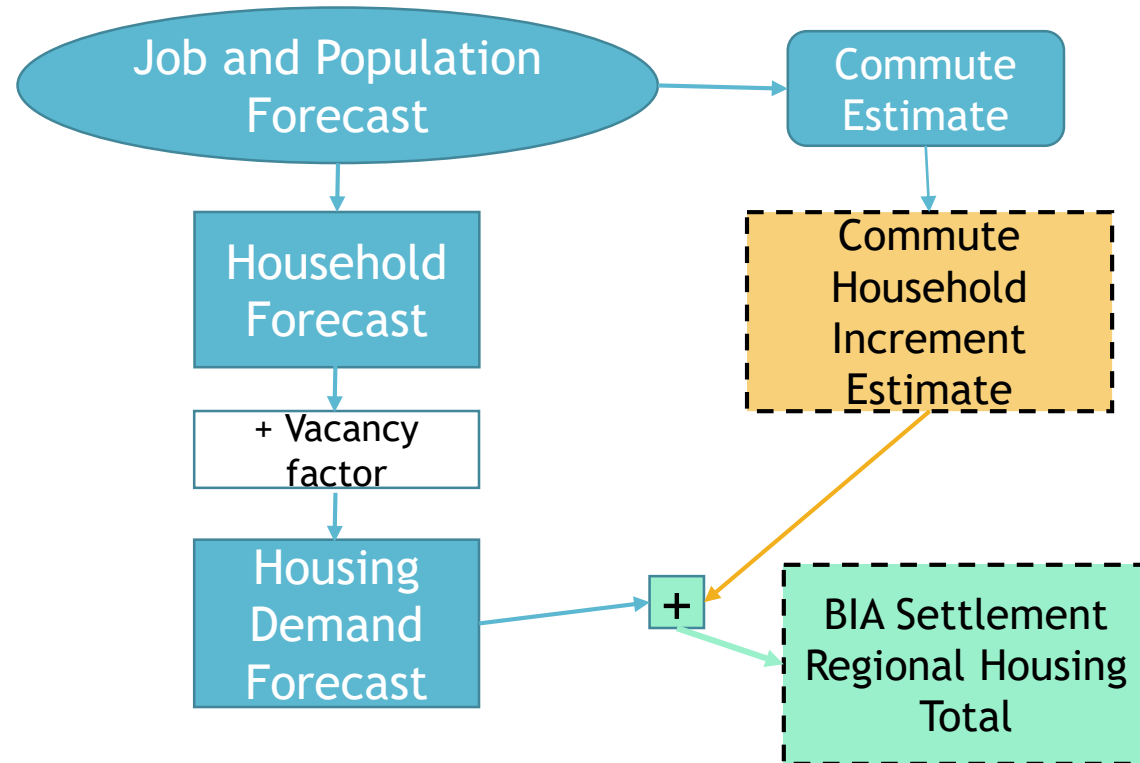 Job and Population
Forecast
Commute
Estimate
Household
Forecast
Commute
Household
Increment
Estimate
+ Vacancy
factor
Housing
Demand
Forecast
+
BIA Settlement
Regional Housing
Total